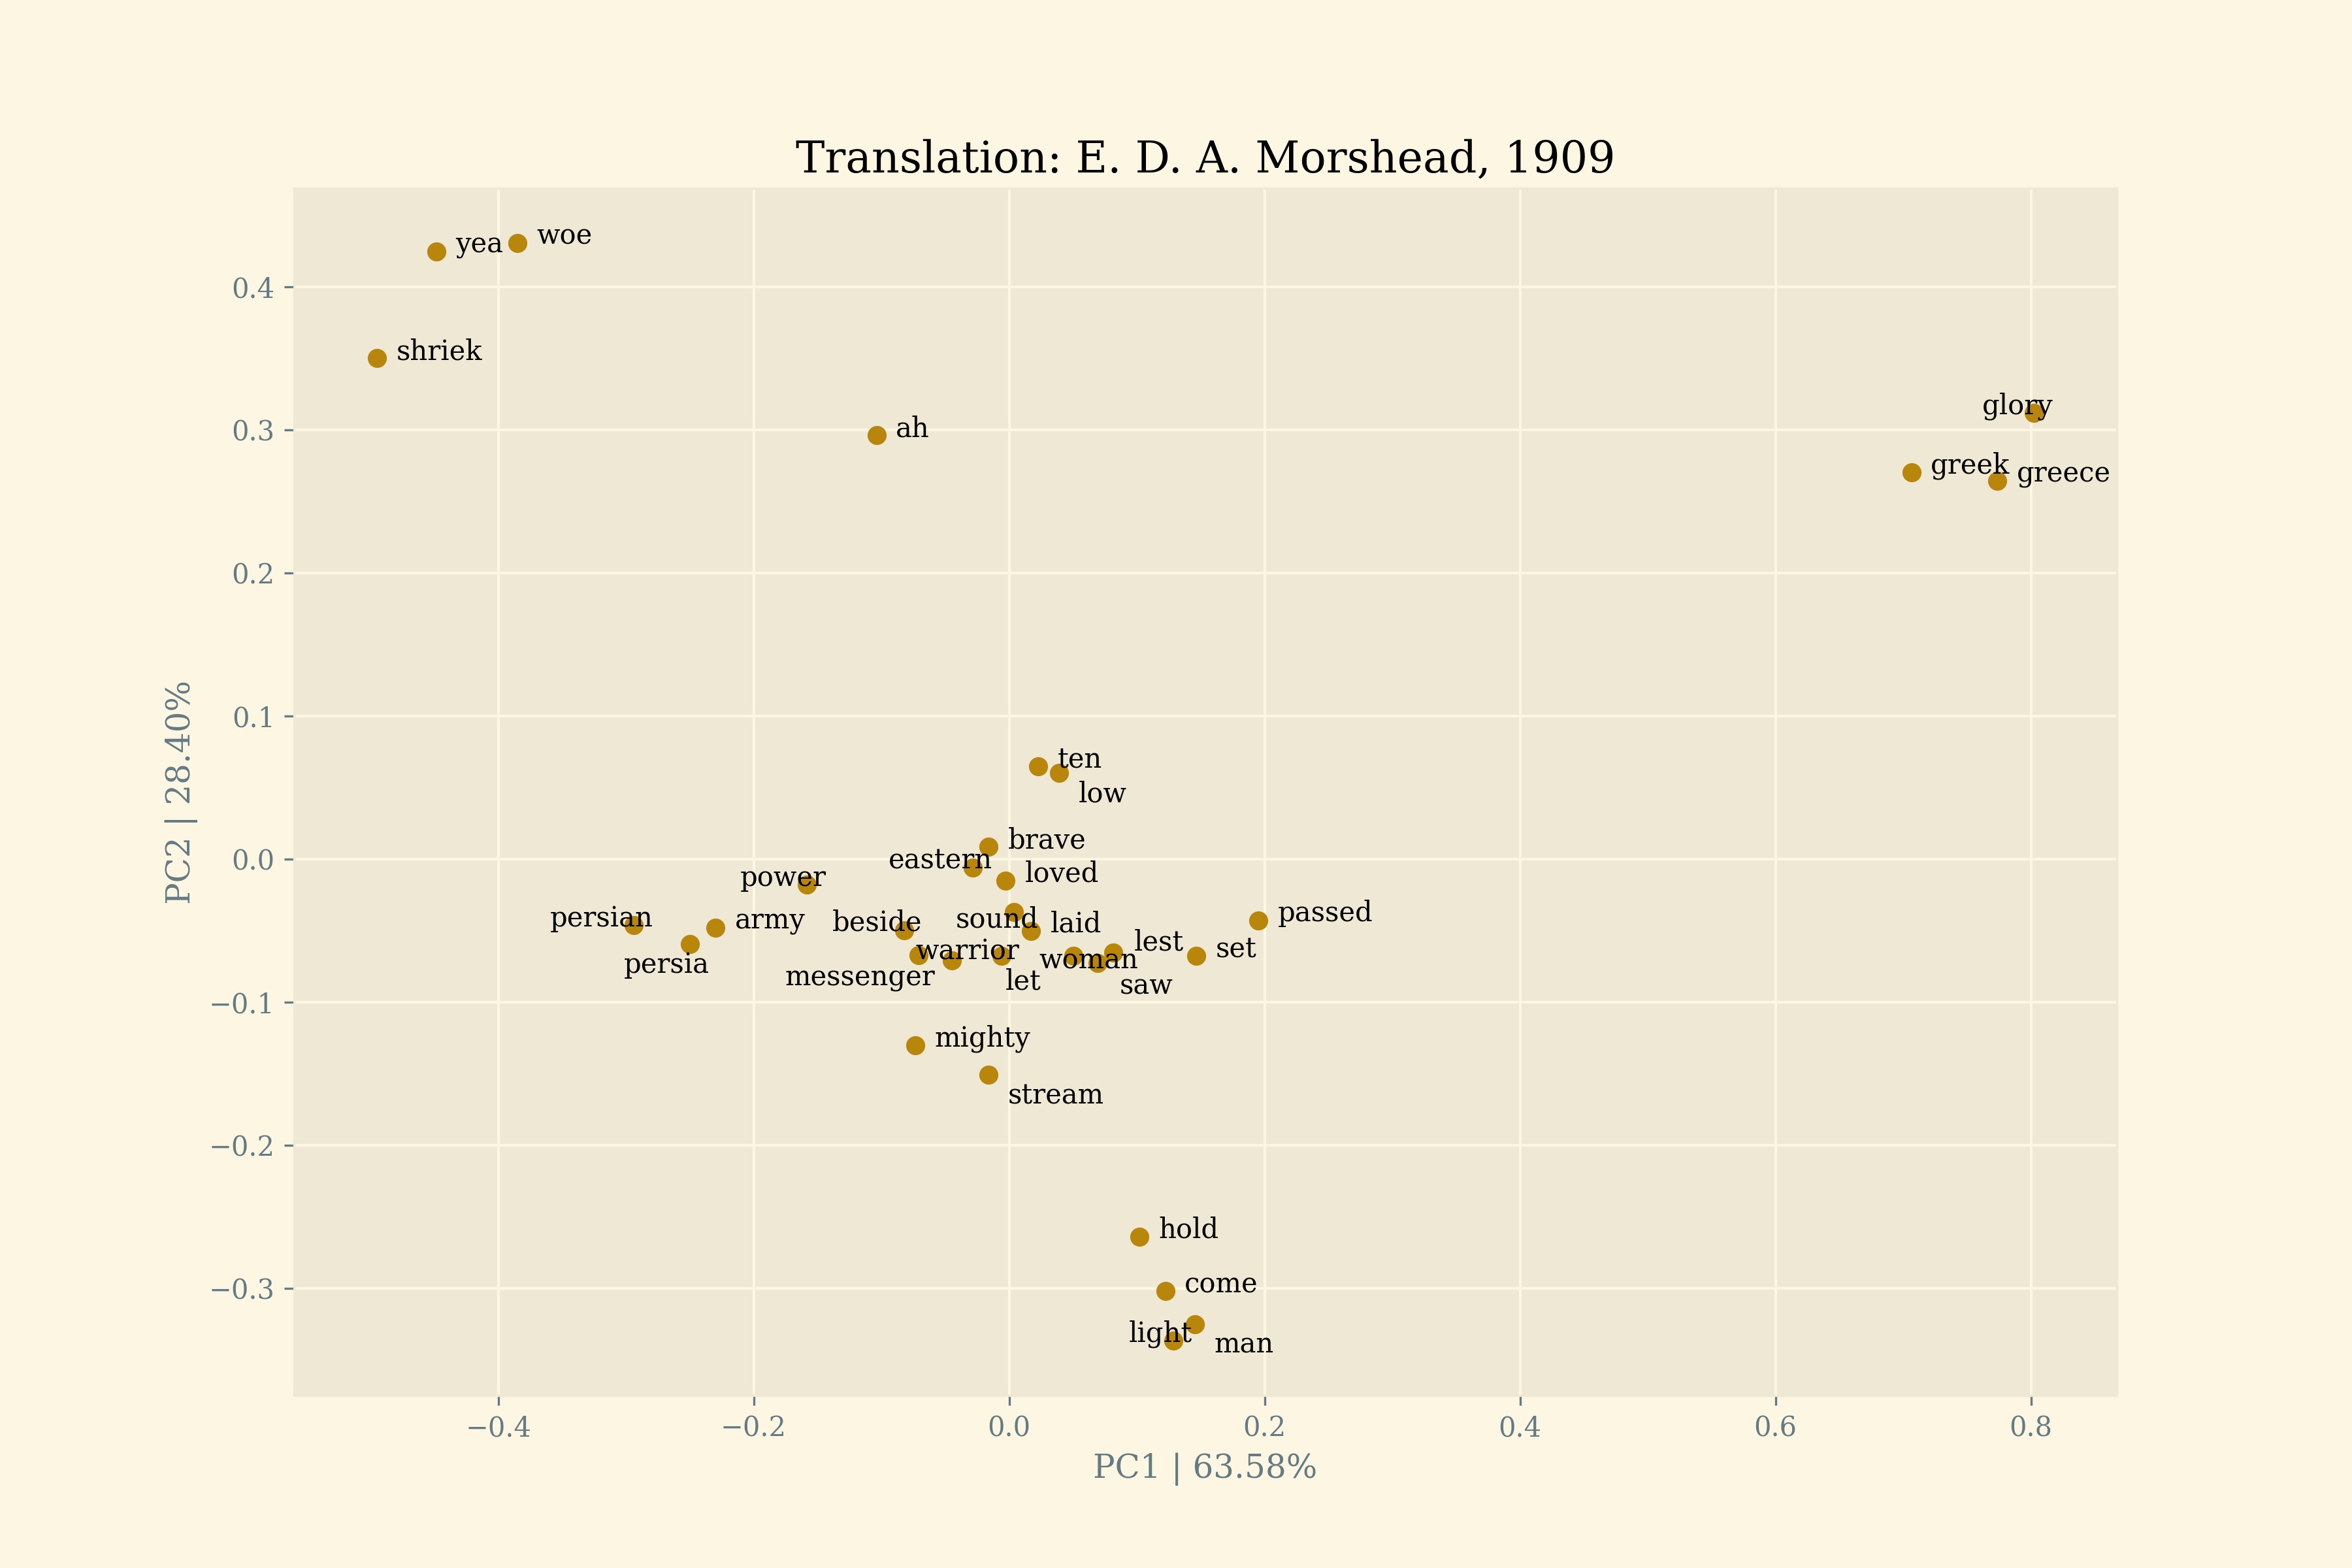 Translation: E. D. A. Morshead, 1909
yea
woe
shriek
ah
glory
greek
greece
ten
low
brave
eastern
loved
power
persian
army
beside
sound
laid
passed
persia
warrior
woman
lest
set
messenger
let
saw
mighty
stream
hold
come
light
man
0.4
0.3
0.2
0.1
0.0
−0.1
−0.2
−0.3
PC2 | 28.40%
−0.4
−0.2
0.0
0.2
0.4
0.6
0.8
PC1 | 63.58%